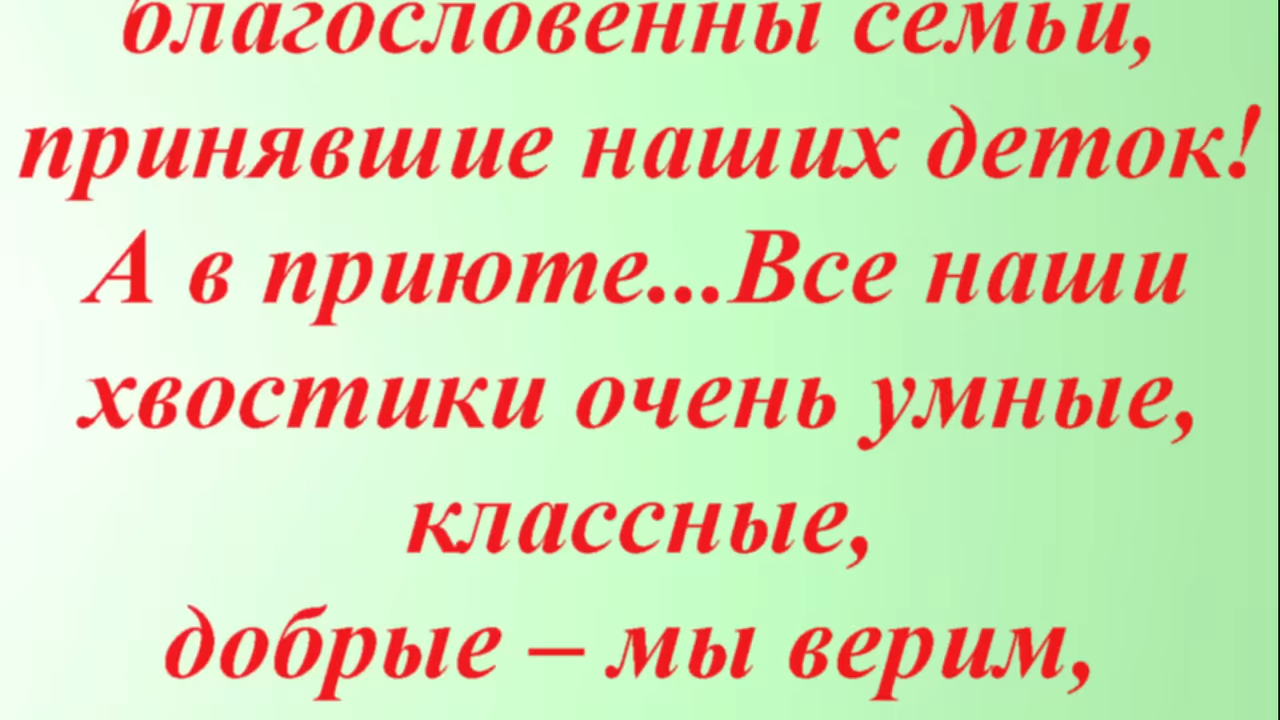 благословенны семьи,
принявшие наших деток!
А в приюте...Все наши
хвостики очень умные,
классные,
добрые – мы верим,